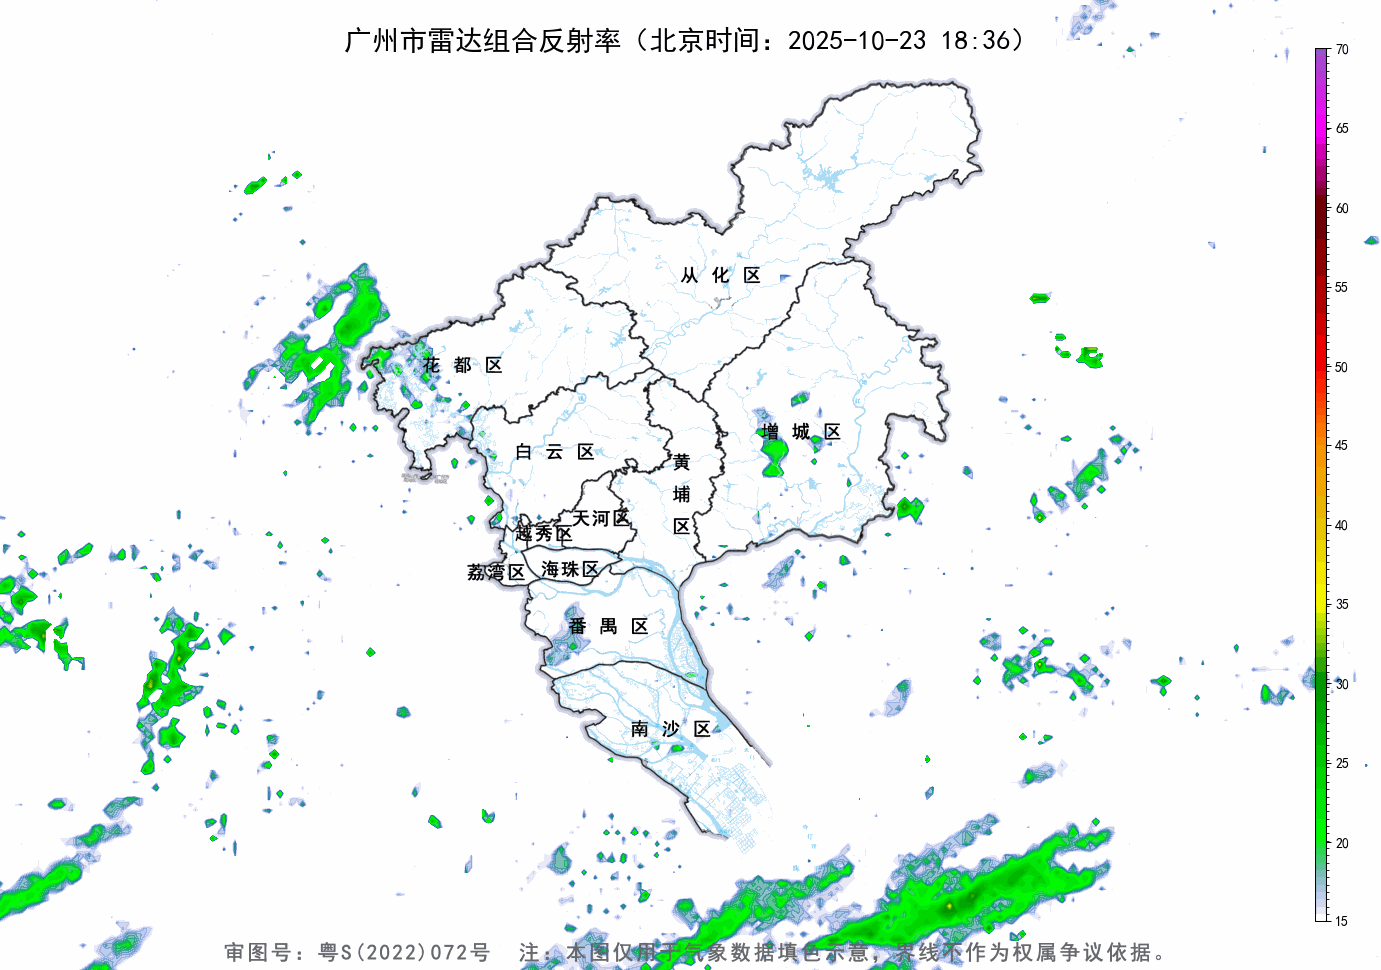 广州市雷达组合反射率（北京时间：2025-10-23 18:36）
70
65
60
55
50
45
40
35
30
25
20
15
从化区
花都区
增城区
白云区
黄埔区
天河区
越秀区
荔湾区
海珠区
番禺区
南沙区
审图号：粤S(2022)072号 注：本图仅用于气象数据填色示意，界线不作为权属争议依据。